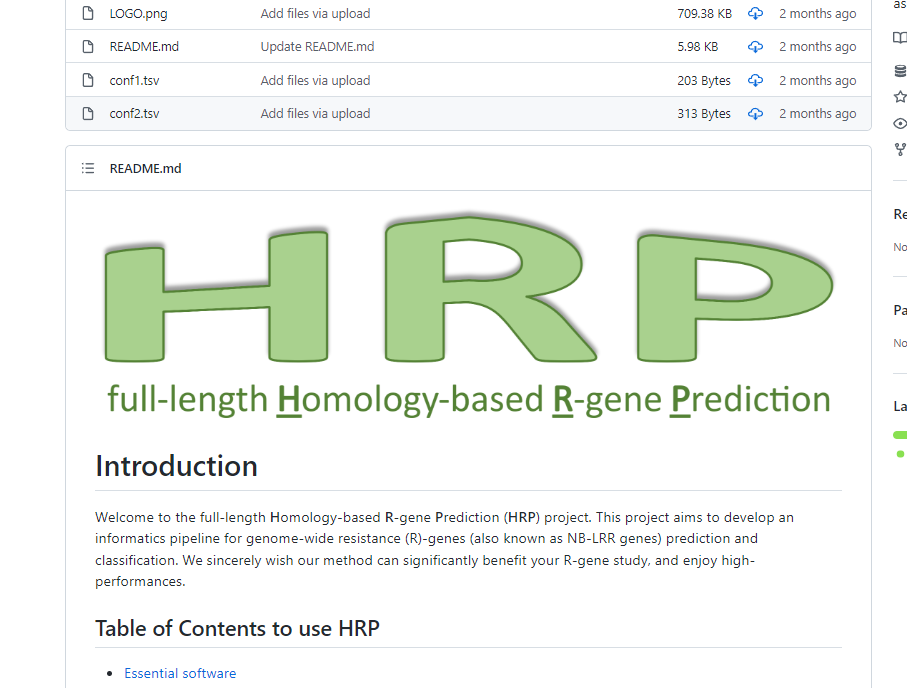 LOGO.png Add files via upload 709.38 KB 2 months ago
README.md Update README.md 5.98 KB 2 months ago
conf1.tsv Add files via upload 203 Bytes 2 months ago
conf2.tsv Add files via upload 313 Bytes 2 months ago
README.md
HRP
full-length Homology-based R-gene Prediction
Introduction
Welcome to the full-length Homology-based R-gene Prediction (HRP) project. This project aims to develop an
informatics pipeline for genome-wide resistance (R)-genes (also known as NB-LRR genes) prediction and
classification. We sincerely wish our method can significantly benefit your R-gene study, and enjoy high-
performances.
Table of Contents to use HRP
• Essential software
as
Re
No
Pa
No
La